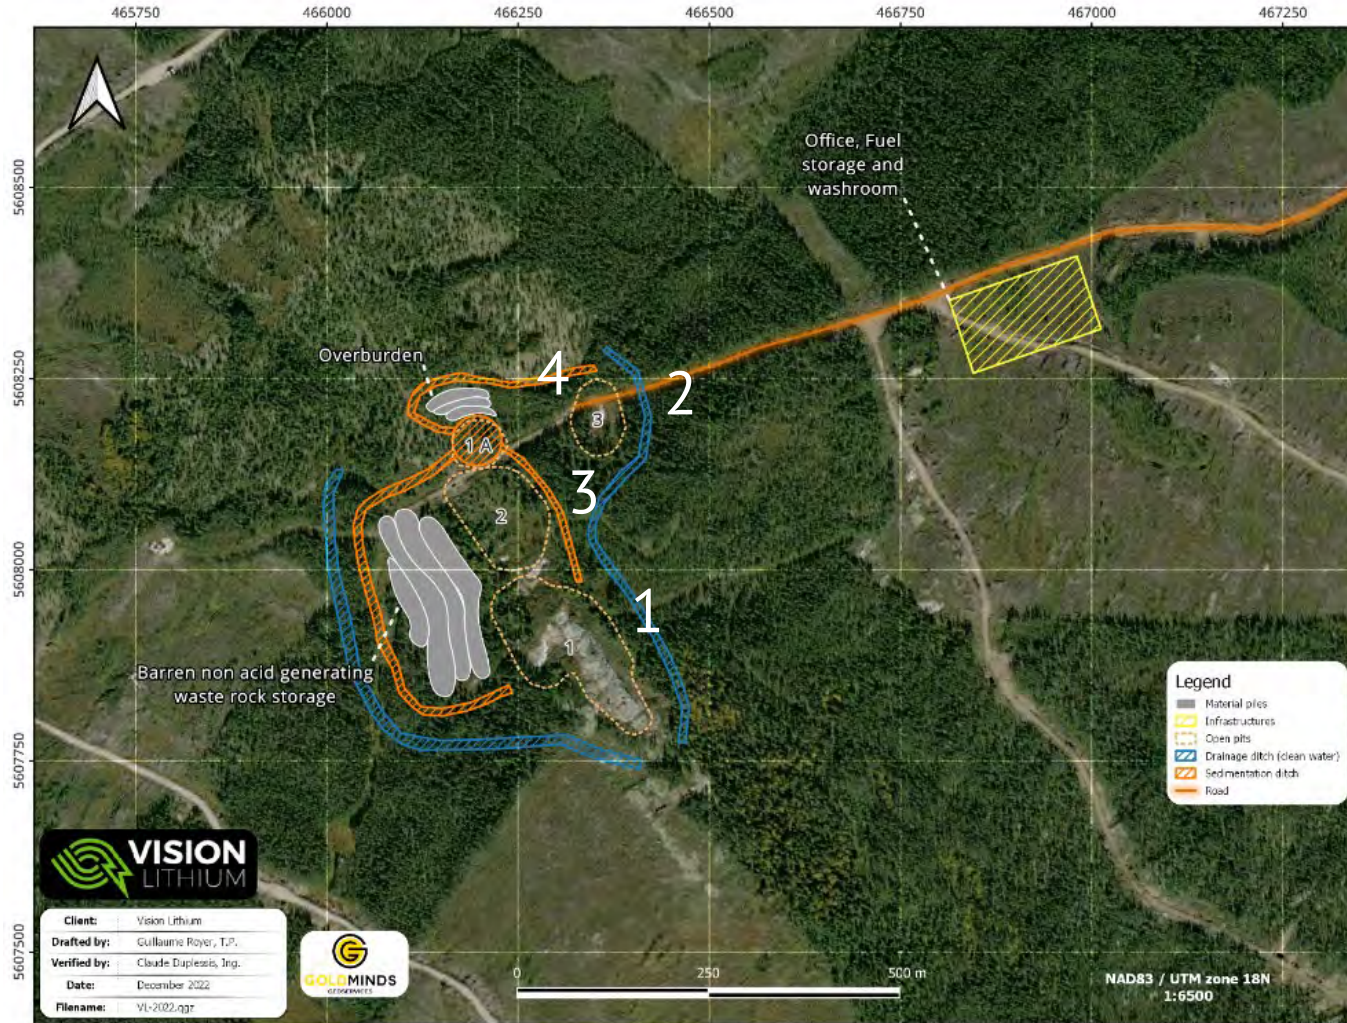 465750 466000 466250 466500 466750 467000 467250
5608500
5608250
5608000
5607750
5607500
Office, Fuel
storage and
washroom
Overburden
4
2
3
1 A
3
2
1
1
Barren non acid generating
waste rock storage
Legend
Material piles
Infrastructures
Open pits
Drainage ditch (clean water)
Sedimentation ditch
Road
VISION
LITHIUM
Client: Vision Lithium
Drafted by: Guillaume Royer, T.P.
Verified by: Claude Duplessis, Ing.
Date: December 2022
Filename: VL-2022.qgz
G
GOLDMINDS
GEOSERVICES
0 250 500 m
NAD83 / UTM zone 18N
1:6500